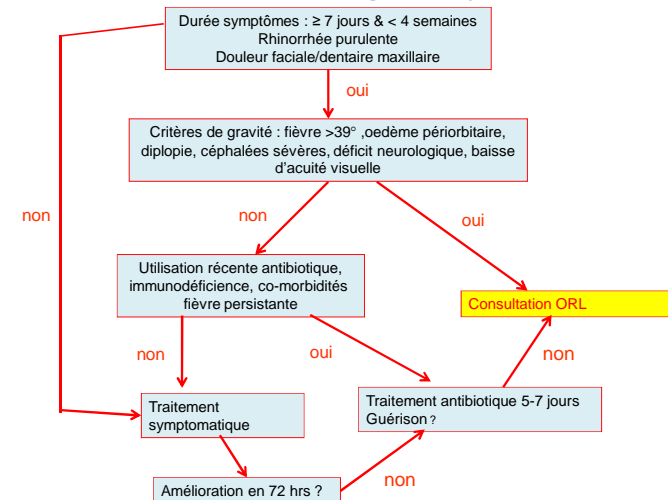 Durée symptômes : ≥ 7 jours & < 4 semaines
Rhinorrée purulente
Douleur faciale/dentaire maxillaire
oui
Critères de gravité : fièvre >39° ,oedème périorbitaire,
diplopie, céphalées sévères, déficit neurologique, baisse
d'acuité visuelle
non
non
oui
Utilisation récente antibiotique,
immunodéficience, co-morbidités
fièvre persistante
Consultation ORL
non
oui
non
Traitement
symptomatique
Traitement antibiotique 5-7 jours
Guérison ?
non
Amélioration en 72 hrs ?